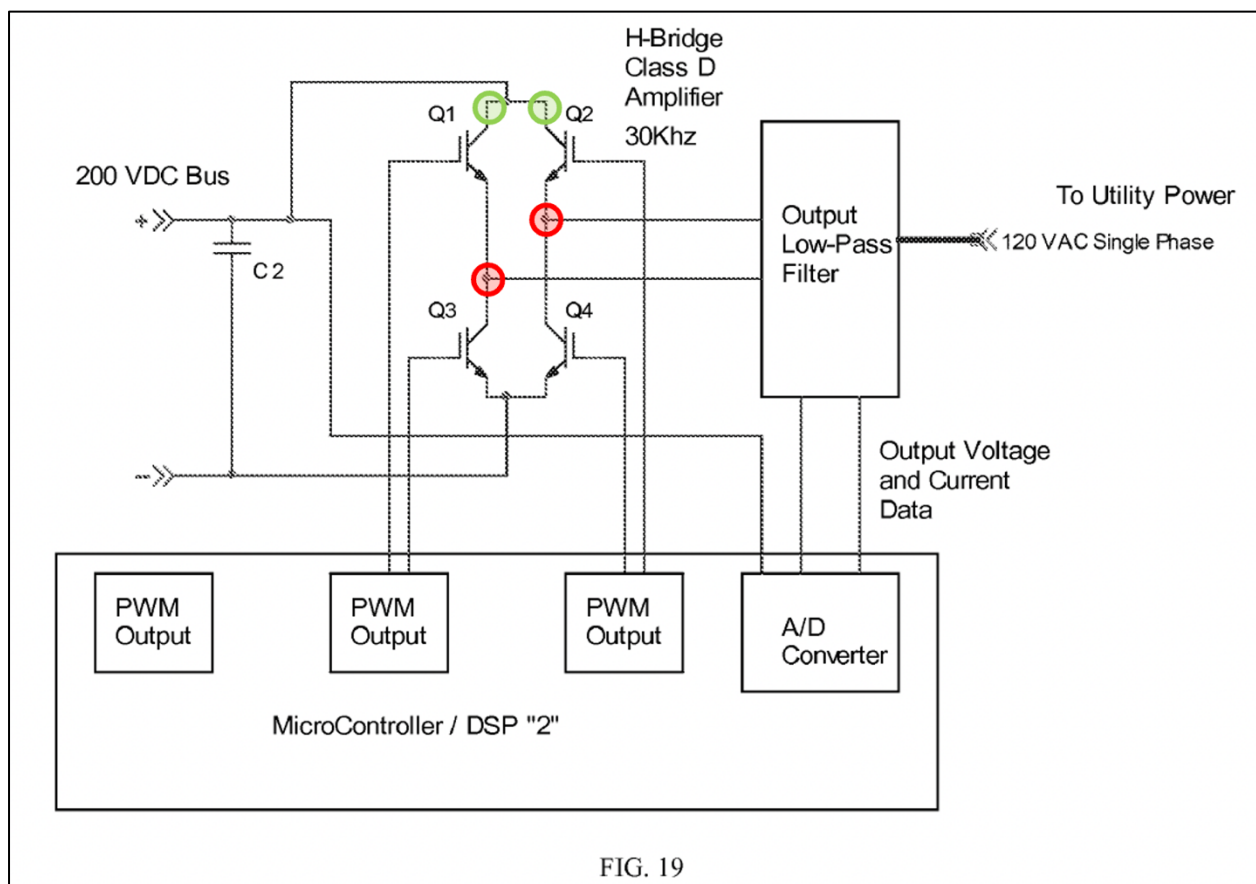 H-Bridge
Class D
Amplifier
30Khz
Q1
Q2
200 VDC Bus
+
C 2
Output
Low-Pass
Filter
To Utility Power
120 VAC Single Phase
Q3
Q4
-
Output Voltage
and Current
Data
PWM
Output
PWM
Output
PWM
Output
A/D
Converter
MicroController / DSP "2"
FIG. 19